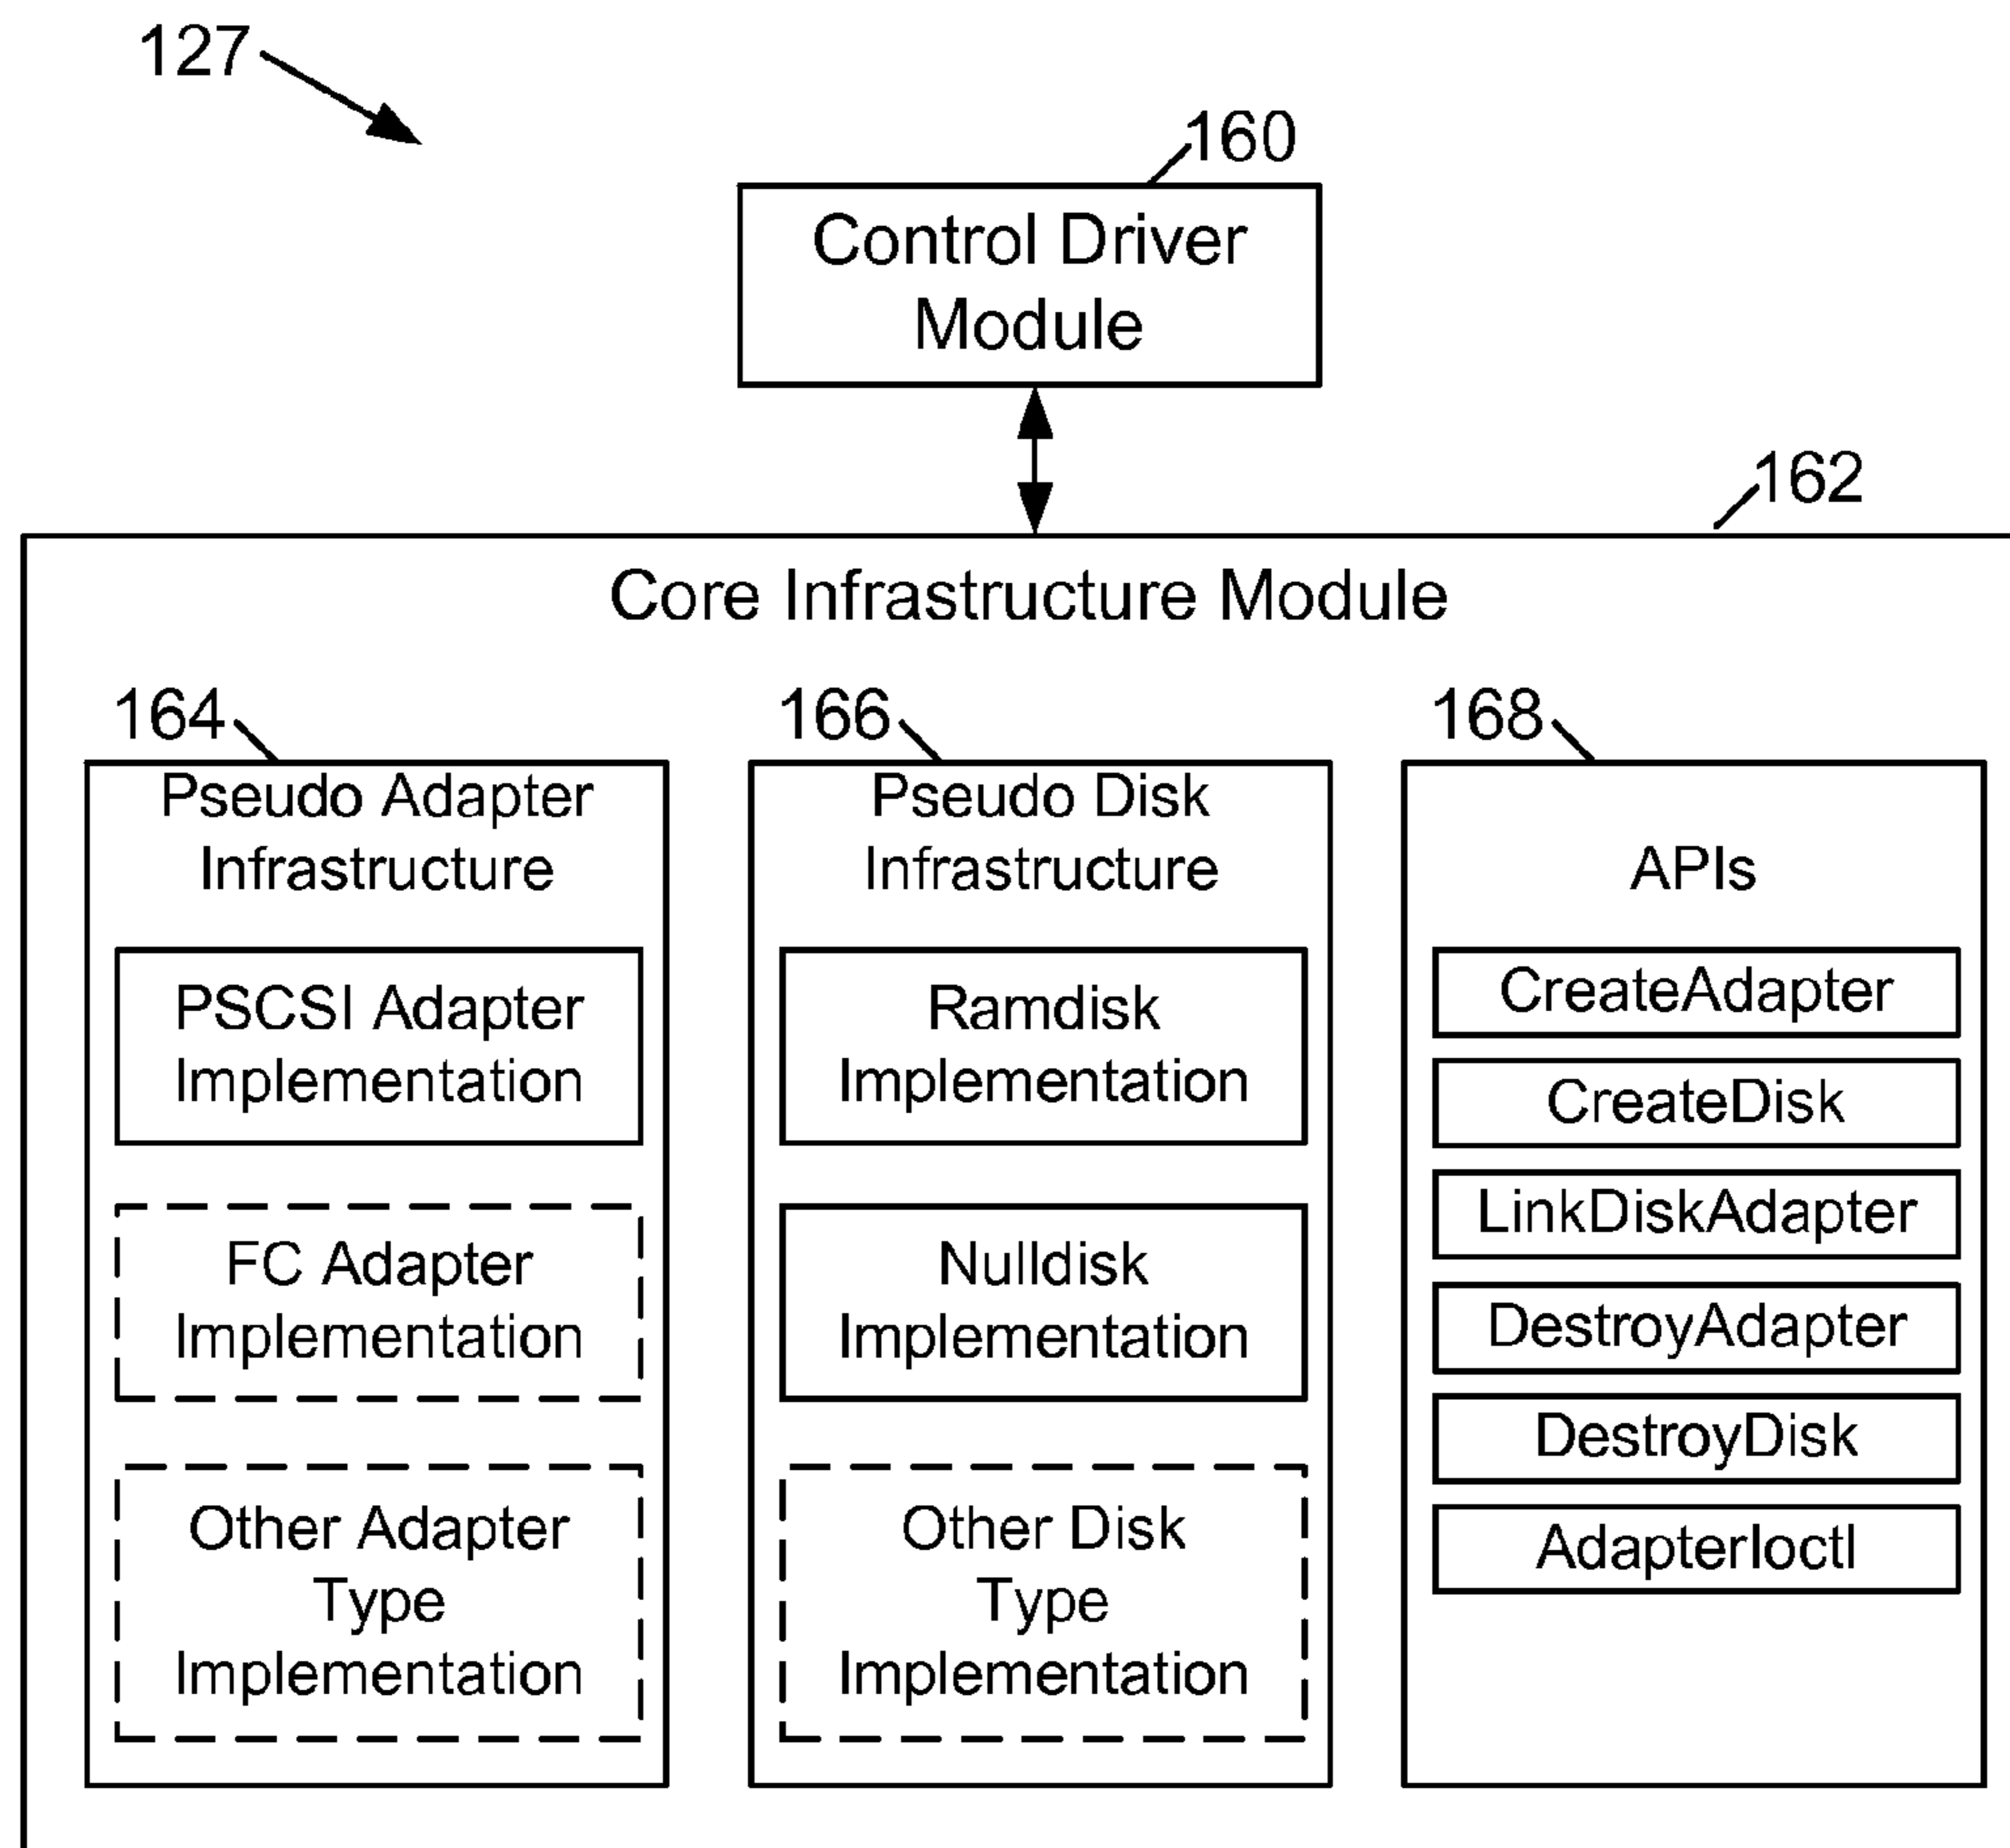 127
160
Control Driver
Module
162
Core Infrastructure Module
164
Pseudo Adapter
Infrastructure
PSCSI Adapter
Implementation
FC Adapter
Implementation
Other Adapter
Type
Implementation
166
Pseudo Disk
Infrastructure
Ramdisk
Implementation
Nulldisk
Implementation
Other Disk
Type
Implementation
168
APIs
CreateAdapter
CreateDisk
LinkDiskAdapter
DestroyAdapter
DestroyDisk
AdapterIoctl